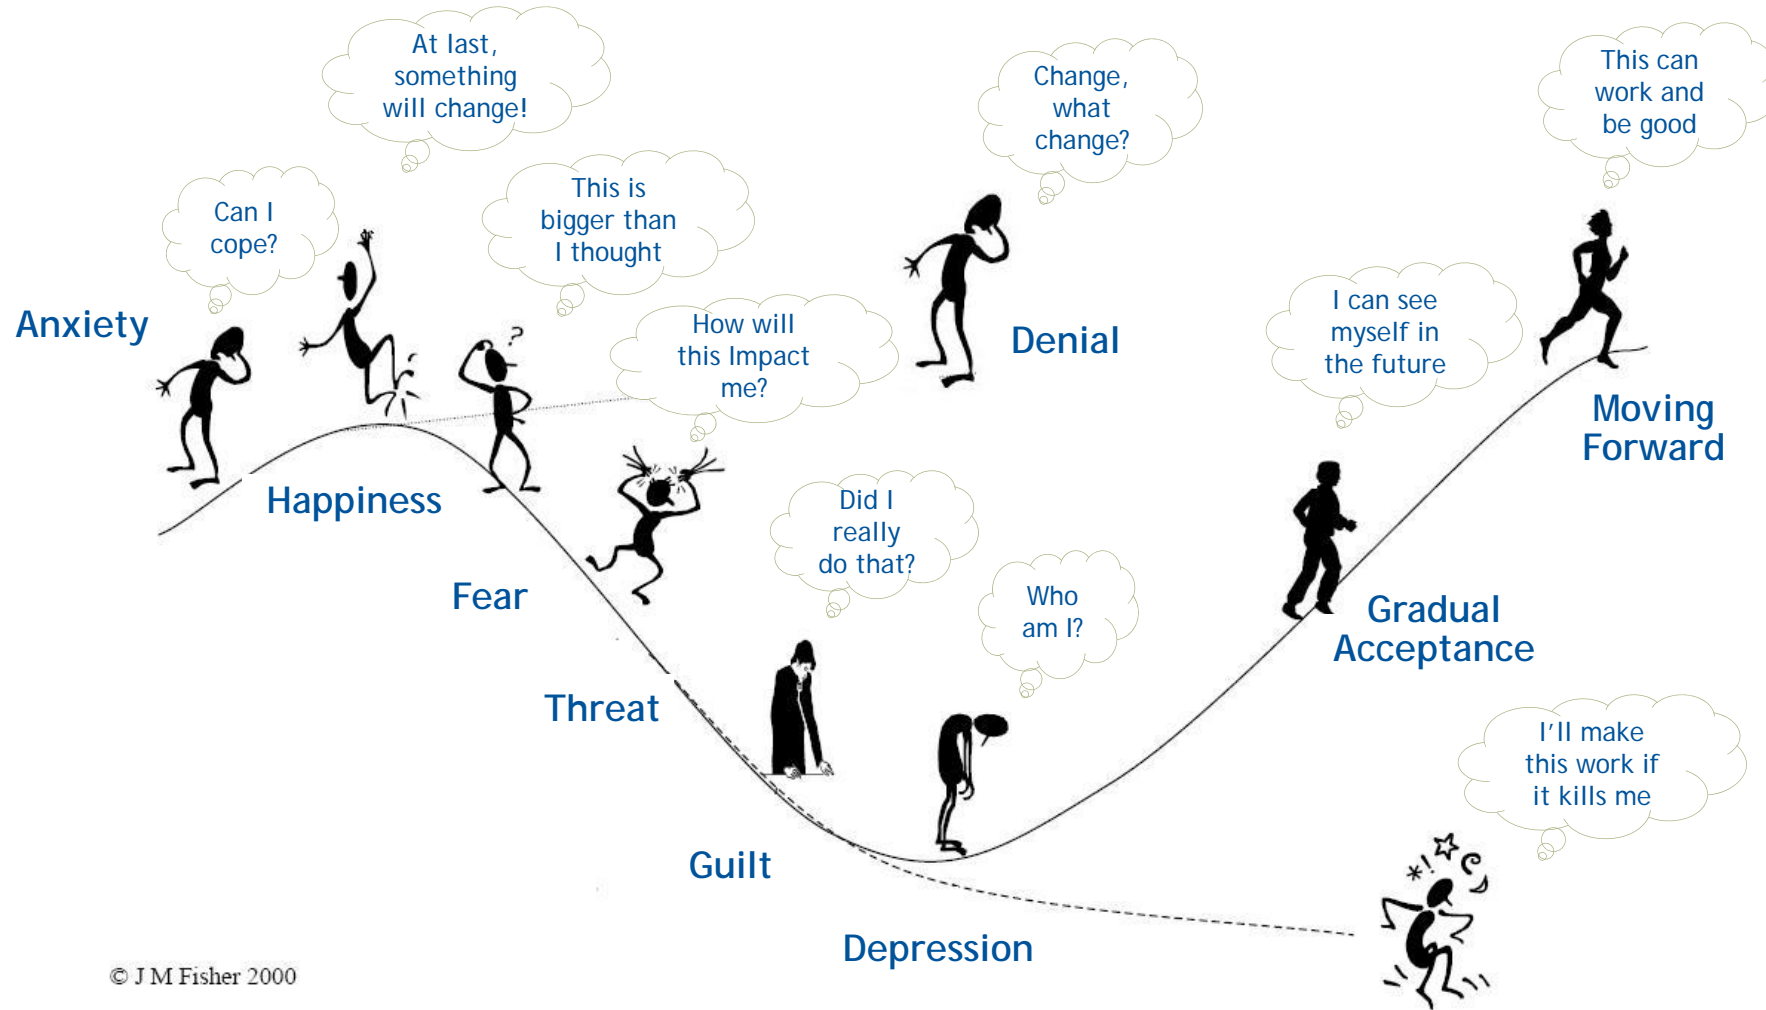 At last,
something
will change!
Change,
what
change?
This can
work and
be good
Can I
cope?
This is
bigger than
I thought
Anxiety
?
How will
this Impact
me?
Denial
I can see
myself in
the future
Moving
Forward
Happiness
Did I
really
do that?
Fear
Who
am I?
Gradual
Acceptance
Threat
I'll make
this work if
it kills me
Guilt
*!
Depression
© J M Fisher 2000